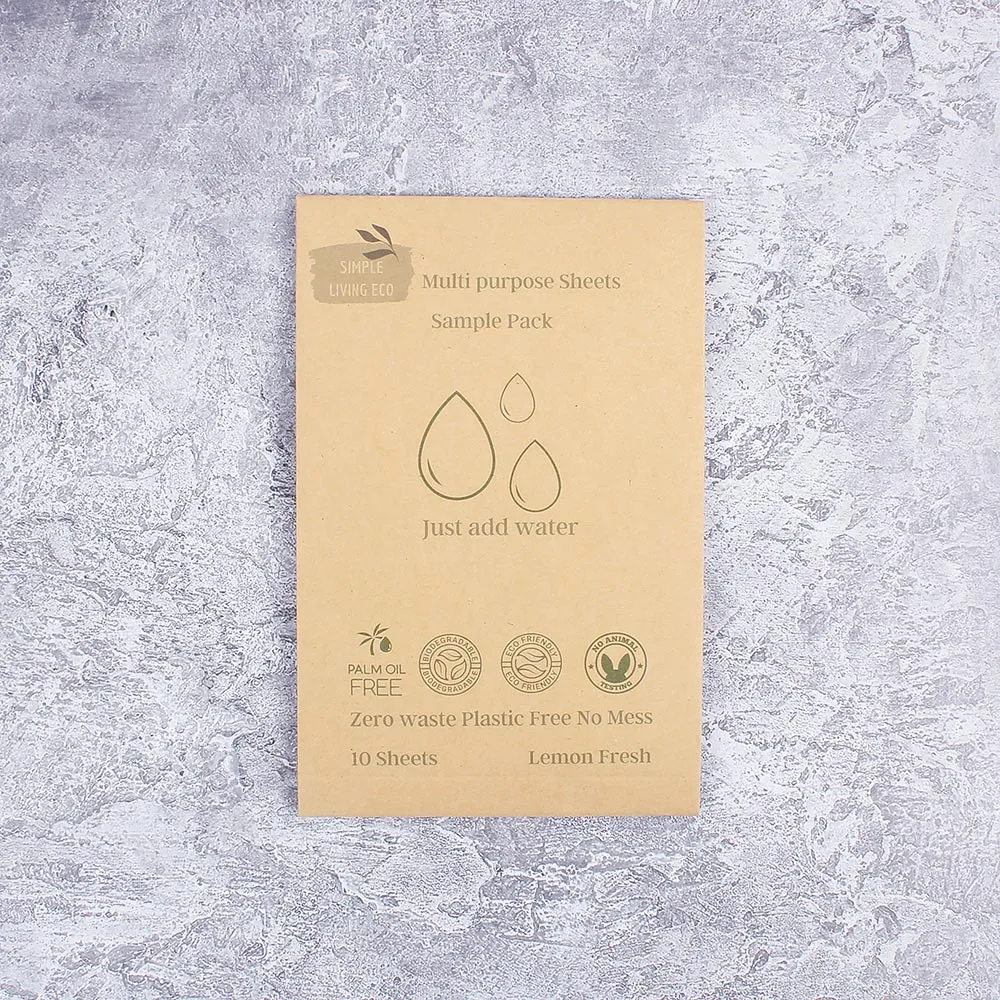 SIMPLE
LIVING ECO
Multi purpose Sheets
Sample Pack
Just add water
PALM OIL
FREE
BIODEGRADABLE
BIODEGRADABLE
ECO FRIENDLY
ECO FRIENDLY
NO ANIMAL
TESTING
Zero waste Plastic Free No Mess
10 Sheets
Lemon Fresh